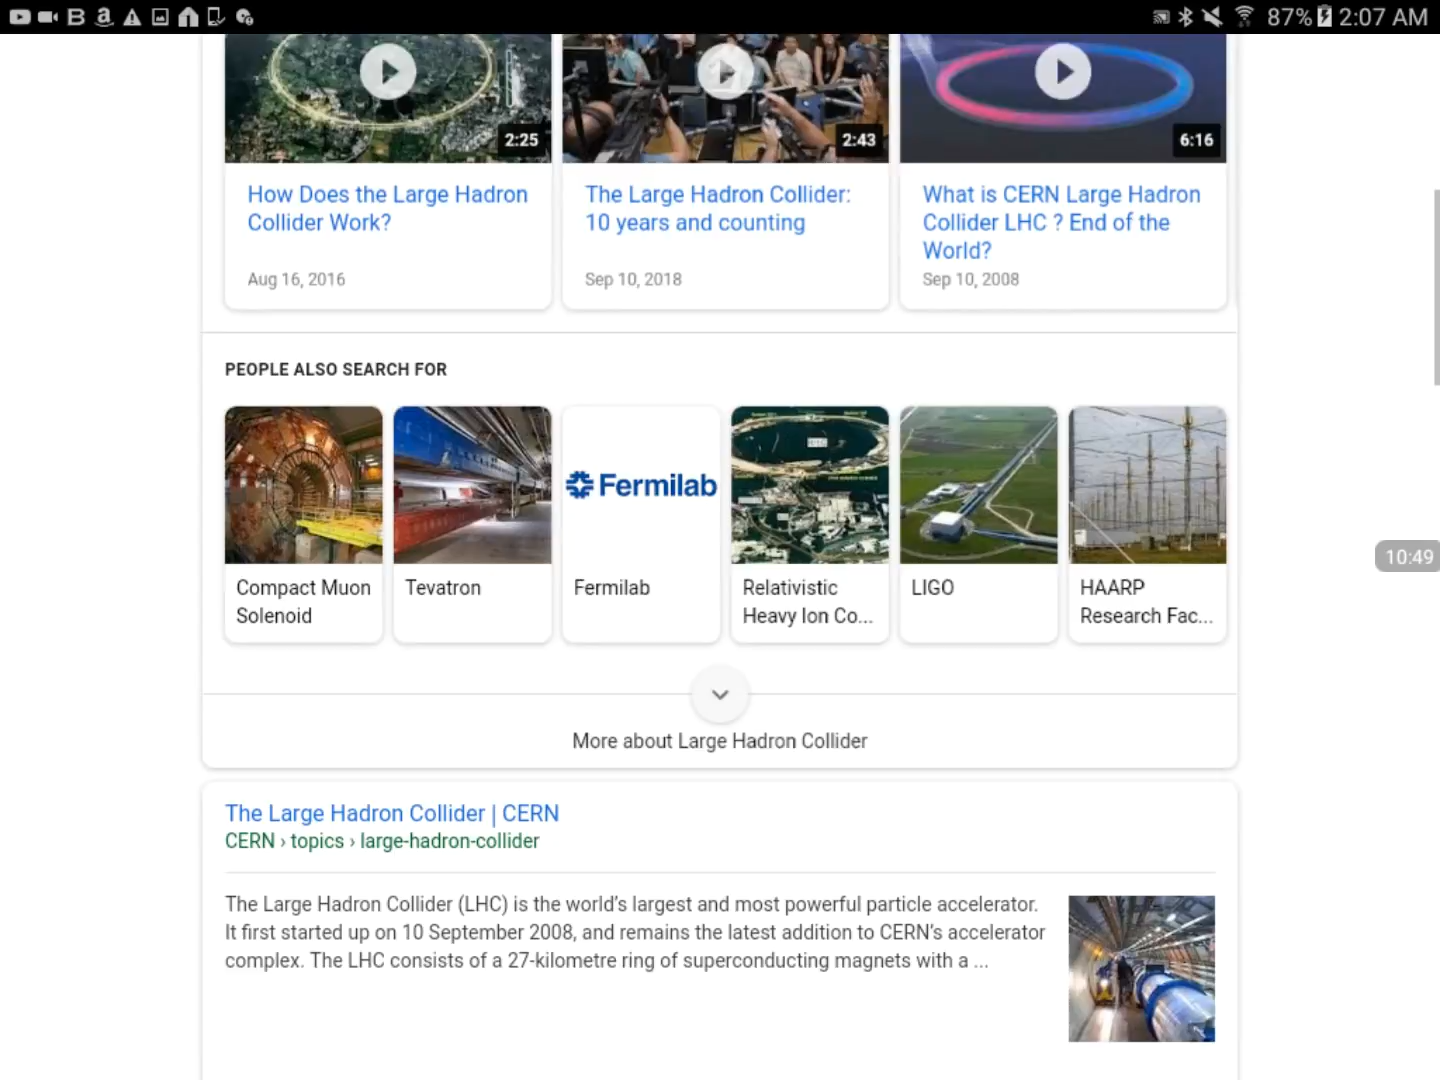 87% 2:07 AM
2:25
2:43
6:16
How Does the Large Hadron
Collider Work?
Aug 16, 2016
The Large Hadron Collider:
10 years and counting
Sep 10, 2018
What is CERN Large Hadron
Collider LHC ? End of the
World?
Sep 10, 2008
PEOPLE ALSO SEARCH FOR
Fermilab
Compact Muon
Solenoid
Tevatron
Fermilab
Relativistic
Heavy Ion Co...
LIGO
HAARP
Research Fac...
10:49
More about Large Hadron Collider
The Large Hadron Collider | CERN
CERN › topics › large-hadron-collider
The Large Hadron Collider (LHC) is the world’s largest and most powerful particle accelerator.
It first started up on 10 September 2008, and remains the latest addition to CERN’s accelerator
complex. The LHC consists of a 27-kilometre ring of superconducting magnets with a ...